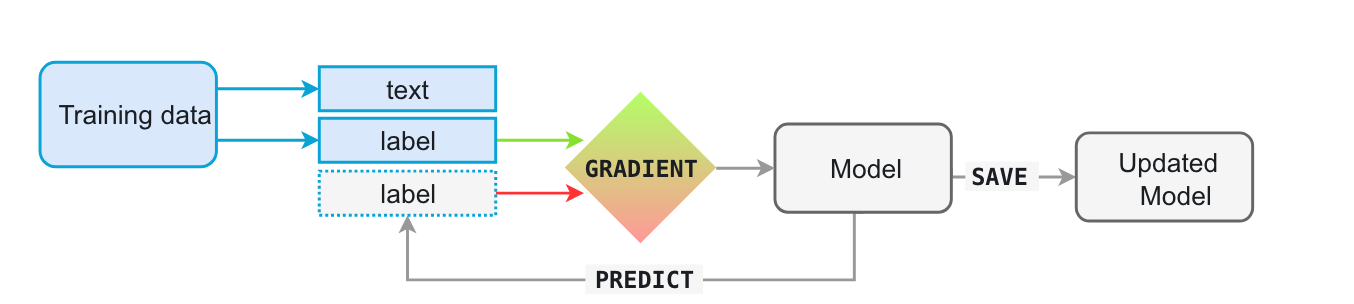 Training data
text
label
label
GRADIENT
Model
SAVE
Updated
Model
PREDICT